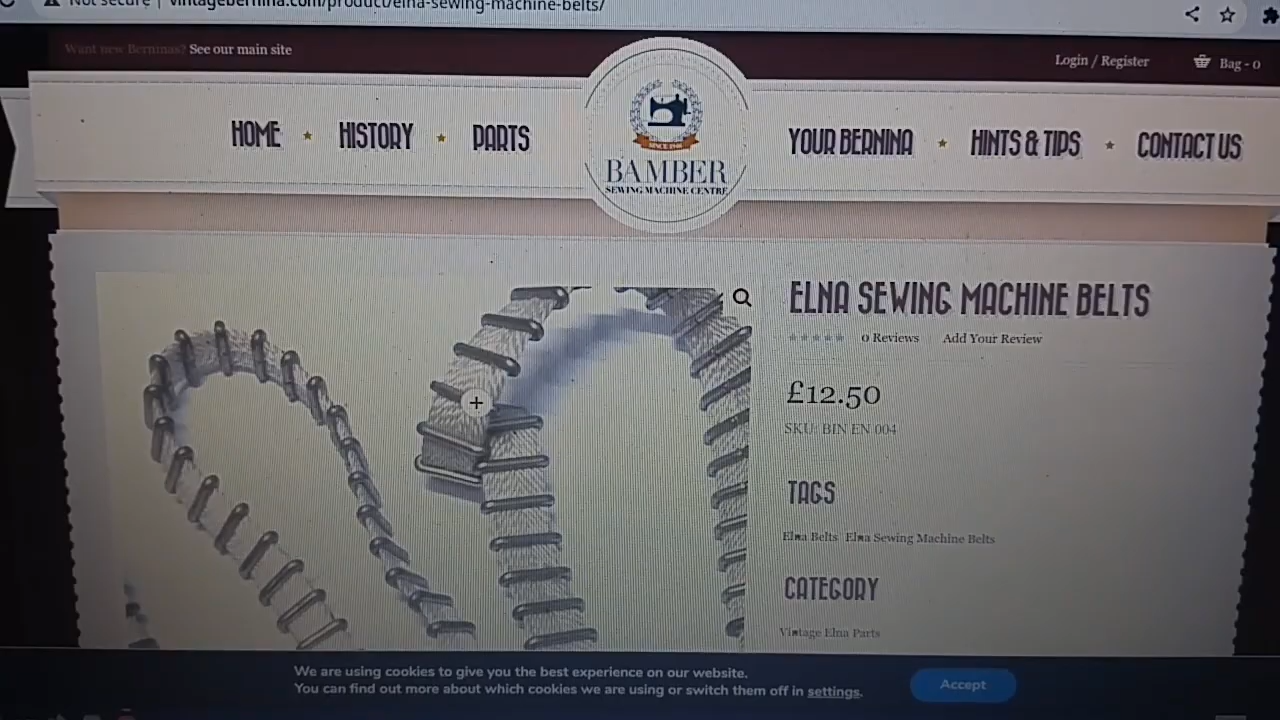 Not secure | vintagebernina.com/product/elna-sewing-machine-belts/
Want new Berninas? See our main site
Login / Register
Bag - 0
HOME ★ HISTORY ★ PARTS
SINCE 1946
BAMBER
SEWING MACHINE CENTRE
YOUR BERNINA ★ HINTS & TIPS ★ CONTACT US
ELNA SEWING MACHINE BELTS
0 Reviews Add Your Review
£12.50
SKU: BIN EN 004
TAGS
Elna Belts Elna Sewing Machine Belts
CATEGORY
Vintage Elna Parts
We are using cookies to give you the best experience on our website.
You can find out more about which cookies we are using or switch them off in settings.
Accept